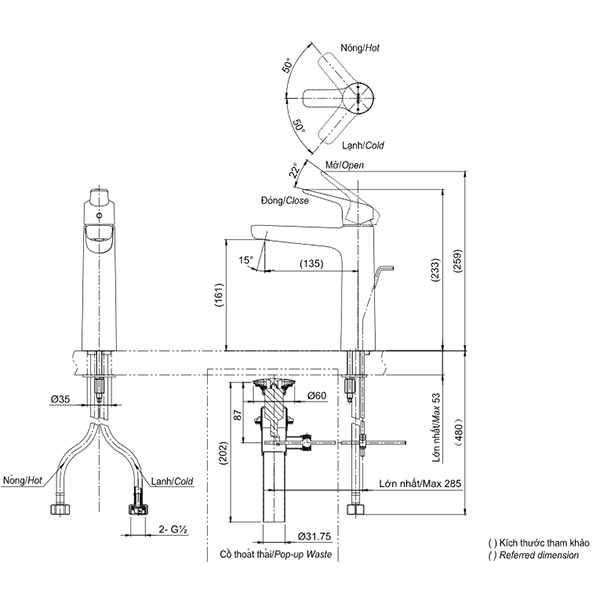 Nóng/Hot
50°
50°
Lạnh/Cold
22°
Mở/Open
Đóng/Close
15°
(135)
(161)
(233)
(259)
Ø35
Ø60
87
(202)
Lớn nhất/Max 53
(480)
Nóng/Hot
Lạnh/Cold
Lớn nhất/Max 285
2- G½
Ø31.75
Cổ thoát thải/Pop-up Waste
( ) Kích thước tham khảo
( ) Referred dimension